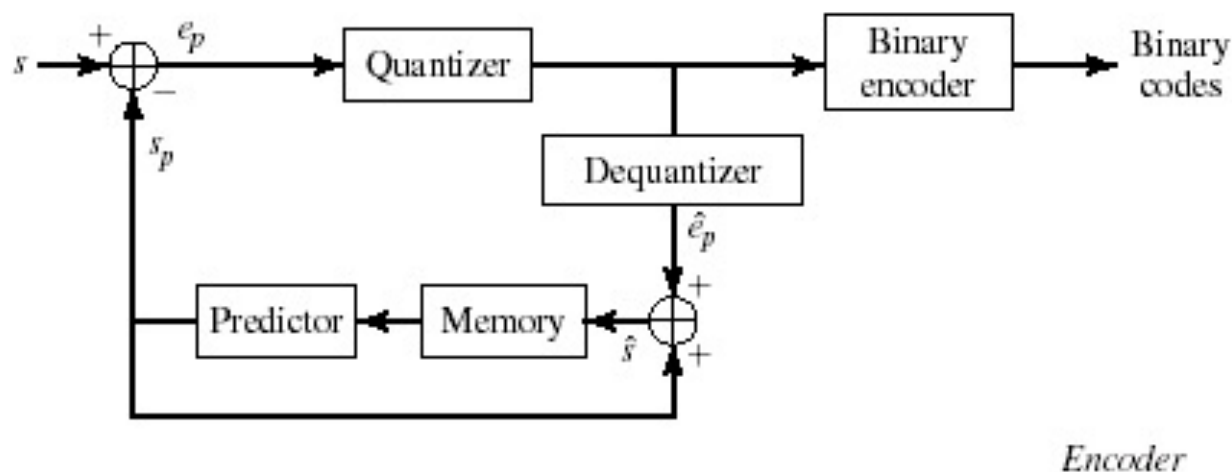 + e_p
s
Quantizer
Binary encoder
Binary codes
−
s_p
Dequantizer
ê_p
+
Predictor
Memory
ŝ
+
Encoder